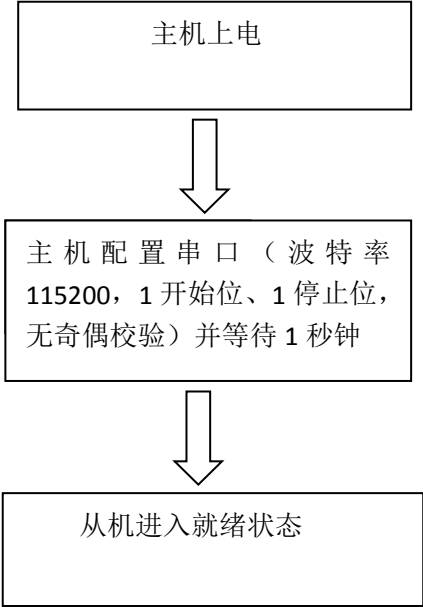 主机上电
主机配置串口（波特率
115200，1 开始位、1 停止位，
无奇偶校验）并等待 1 秒钟
从机进入就绪状态